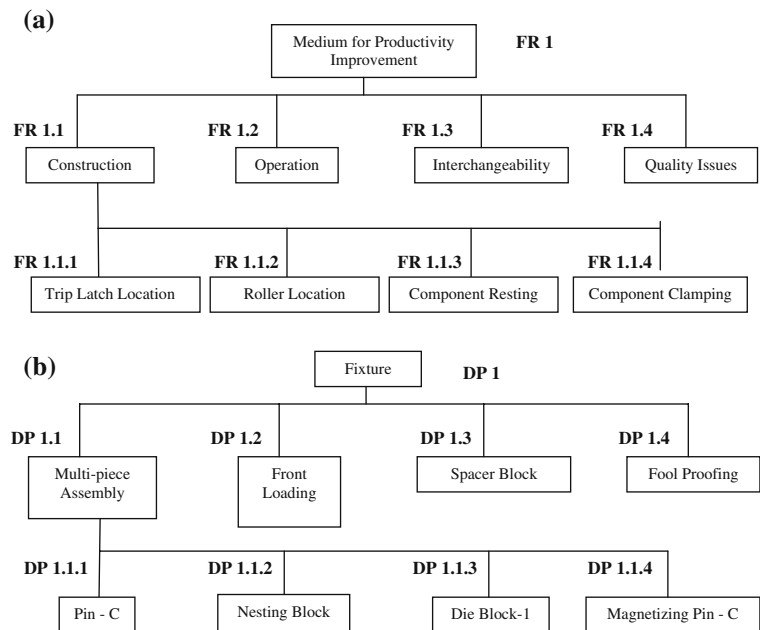 (a)
Medium for Productivity
Improvement
FR 1
FR 1.1
FR 1.2
FR 1.3
FR 1.4
Construction
Operation
Interchangeability
Quality Issues
FR 1.1.1
FR 1.1.2
FR 1.1.3
FR 1.1.4
Trip Latch Location
Roller Location
Component Resting
Component Clamping
(b)
Fixture
DP 1
DP 1.1
DP 1.2
DP 1.3
DP 1.4
Multi-piece
Assembly
Front
Loading
Spacer Block
Fool Proofing
DP 1.1.1
DP 1.1.2
DP 1.1.3
DP 1.1.4
Pin - C
Nesting Block
Die Block-1
Magnetizing Pin - C